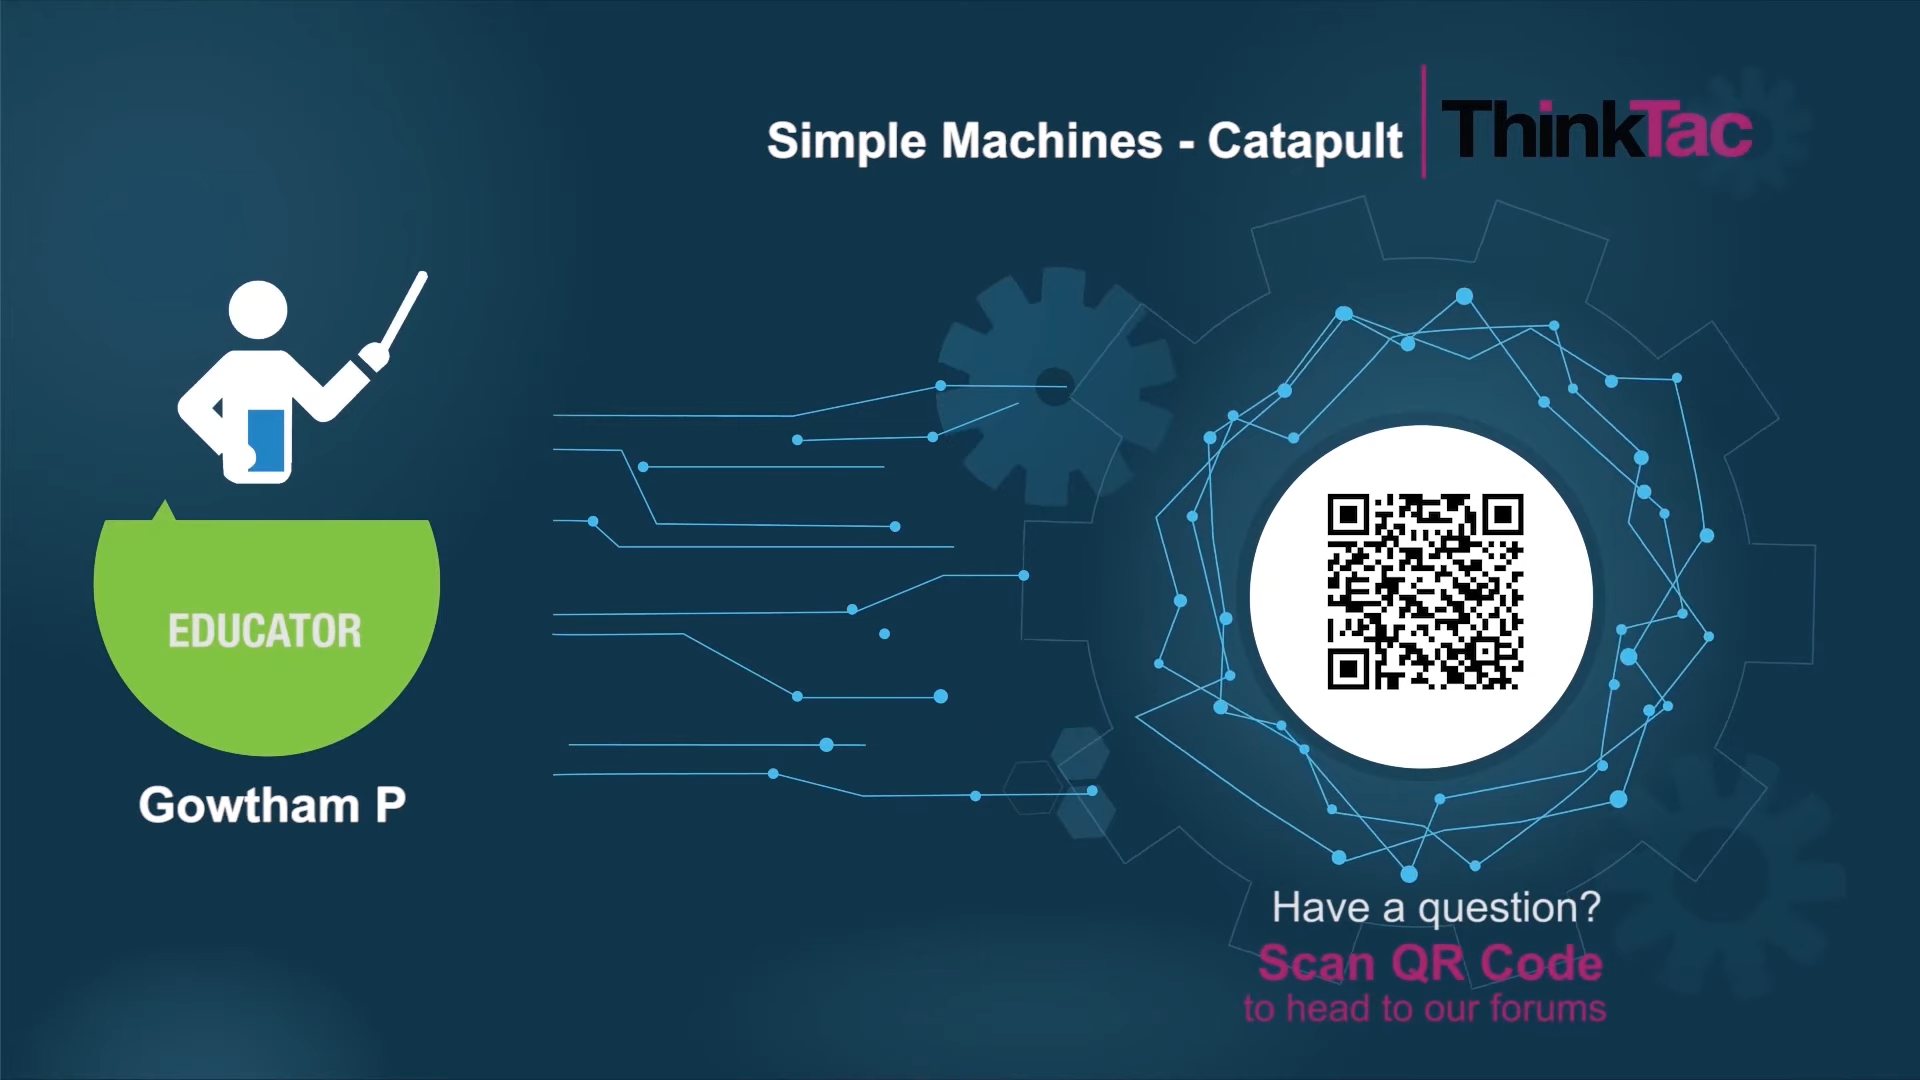 Simple Machines - Catapult
ThinkTac
EDUCATOR
Gowtham P
Have a question?
Scan QR Code
to head to our forums